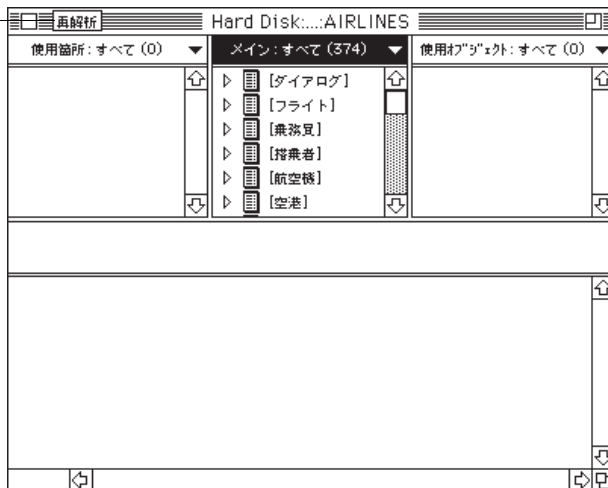 再解析
Hard Disk:...:AIRLINES
使用箇所:すべて (0)
メイン:すべて (374)
使用オブジェクト:すべて (0)
[ダイアログ]
[フライト]
[乗務員]
[搭乗者]
[航空機]
[空港]